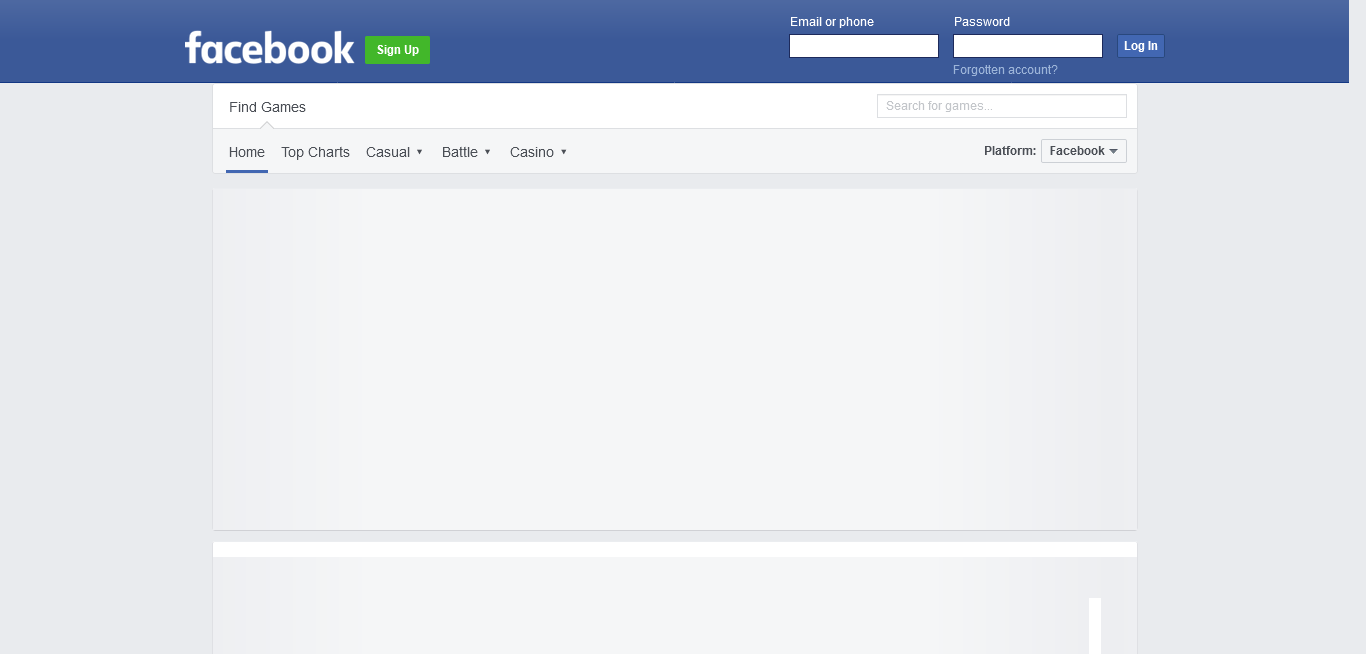 facebook
Sign Up
Email or phone
Password
Log In
Forgotten account?
Find Games
Search for games...
Home Top Charts Casual ▼ Battle ▼ Casino ▼
Platform: Facebook